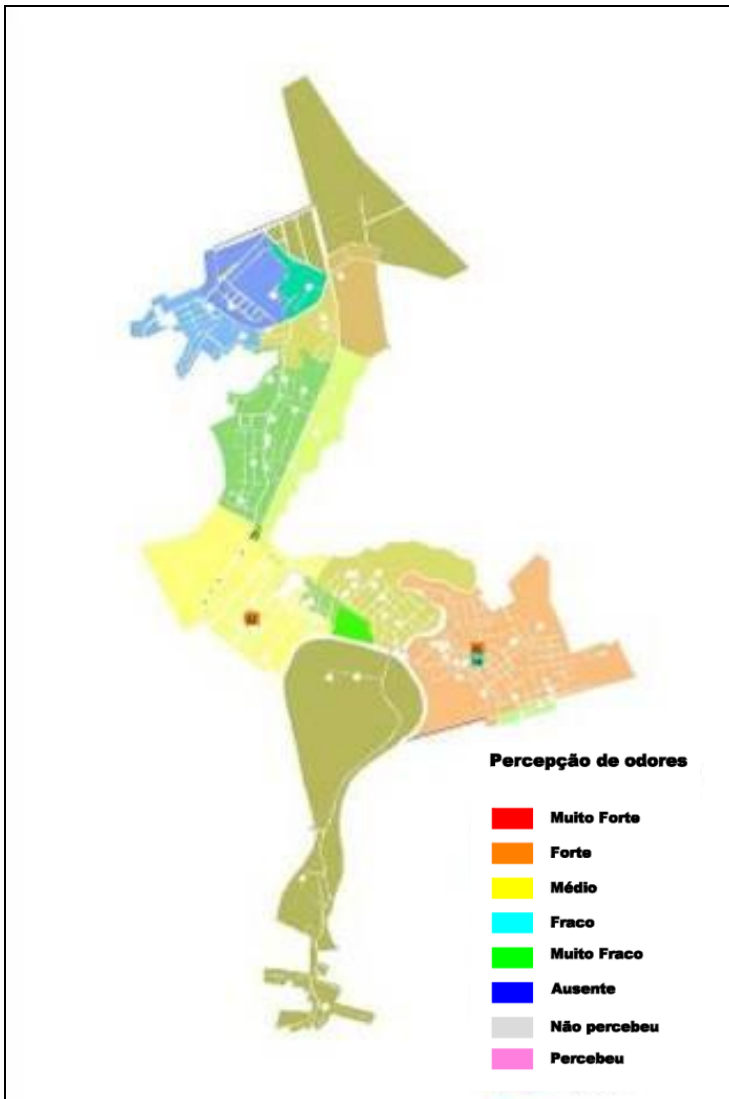 Percepção de odores
Muito Forte
Forte
Médio
Fraco
Muito Fraco
Ausente
Não percebeu
Percebeu